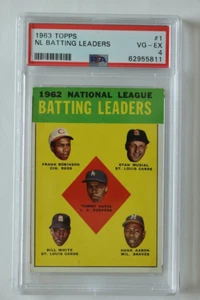 1963 TOPPS
#1
NL BATTING LEADERS
VG-EX
4
PSA
62955811
1962 NATIONAL LEAGUE
BATTING LEADERS
FRANK ROBINSON
CIN. REDS
STAN MUSIAL
ST. LOUIS CARDS
TOMMY DAVIS
L. A. DODGERS
BILL WHITE
ST. LOUIS CARDS
HANK AARON
MIL. BRAVES